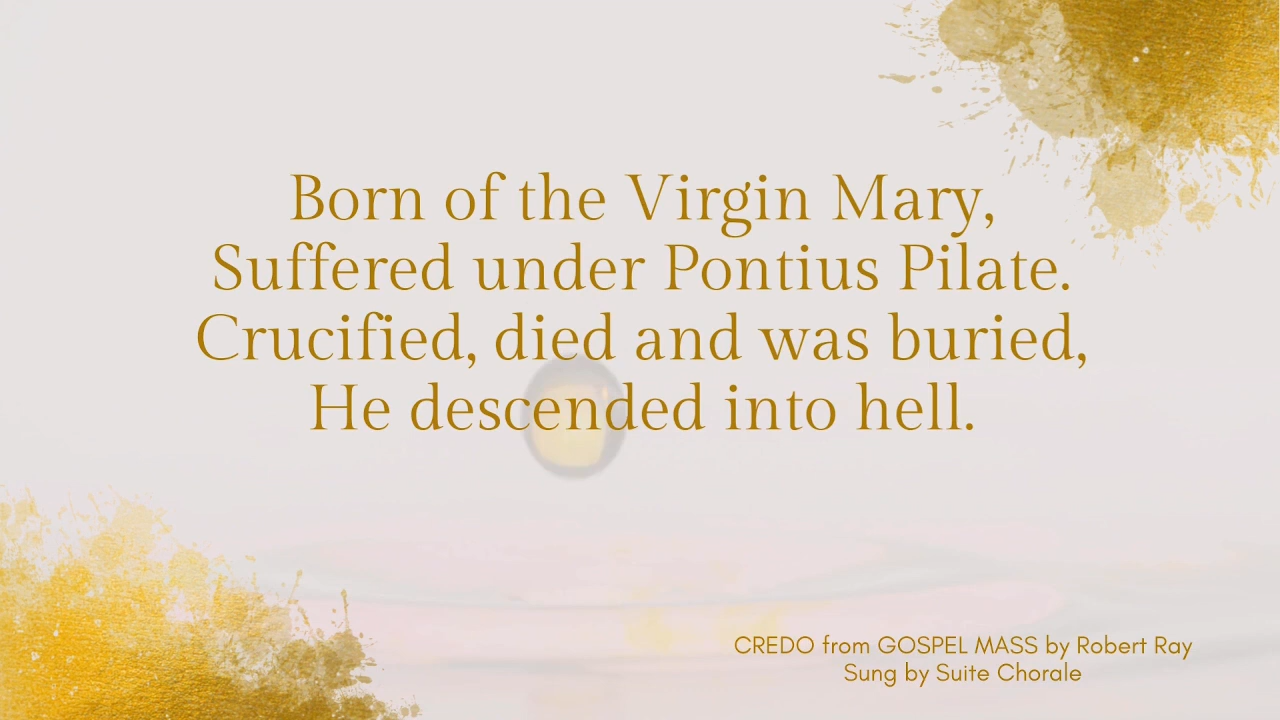 Born of the Virgin Mary,
Suffered under Pontius Pilate.
Crucified, died and was buried,
He descended into hell.
CREDO from GOSPEL MASS by Robert Ray
Sung by Suite Chorale